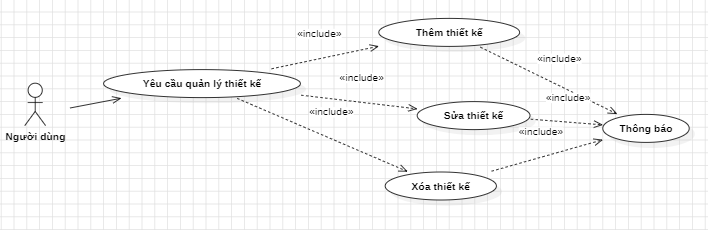 Thêm thiết kế
«include»
«include»
«include»
Yêu cầu quản lý thiết kế
«include»
«include»
Sửa thiết kế
Thông báo
«include»
Người dùng
Xóa thiết kế